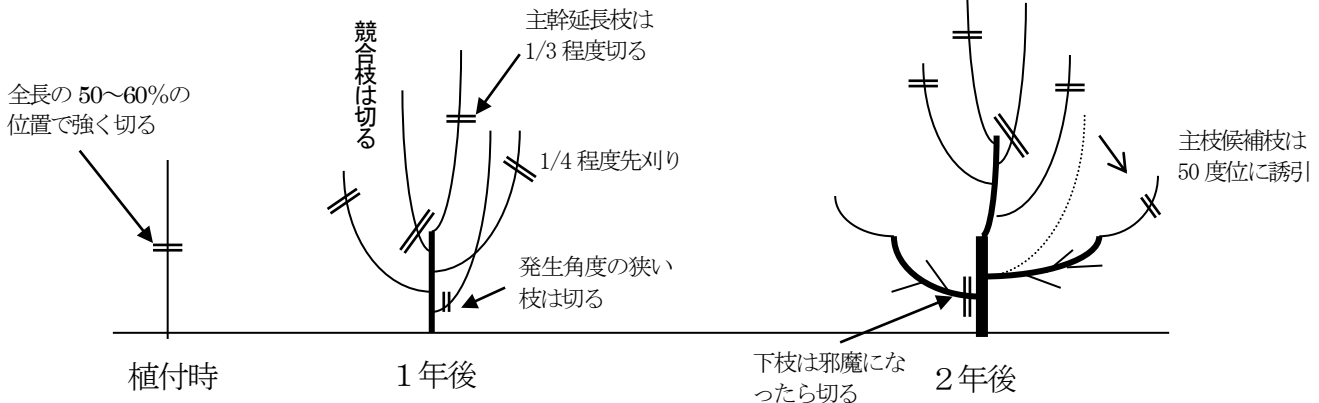 全長の 50～60％の
位置で強く切る
植付時
競合枝は切る
主幹延長枝は
1/3 程度切る
1/4 程度先刈り
発生角度の狭い
枝は切る
１年後
主枝候補枝は
50 度位に誘引
下枝は邪魔にな
ったら切る
２年後